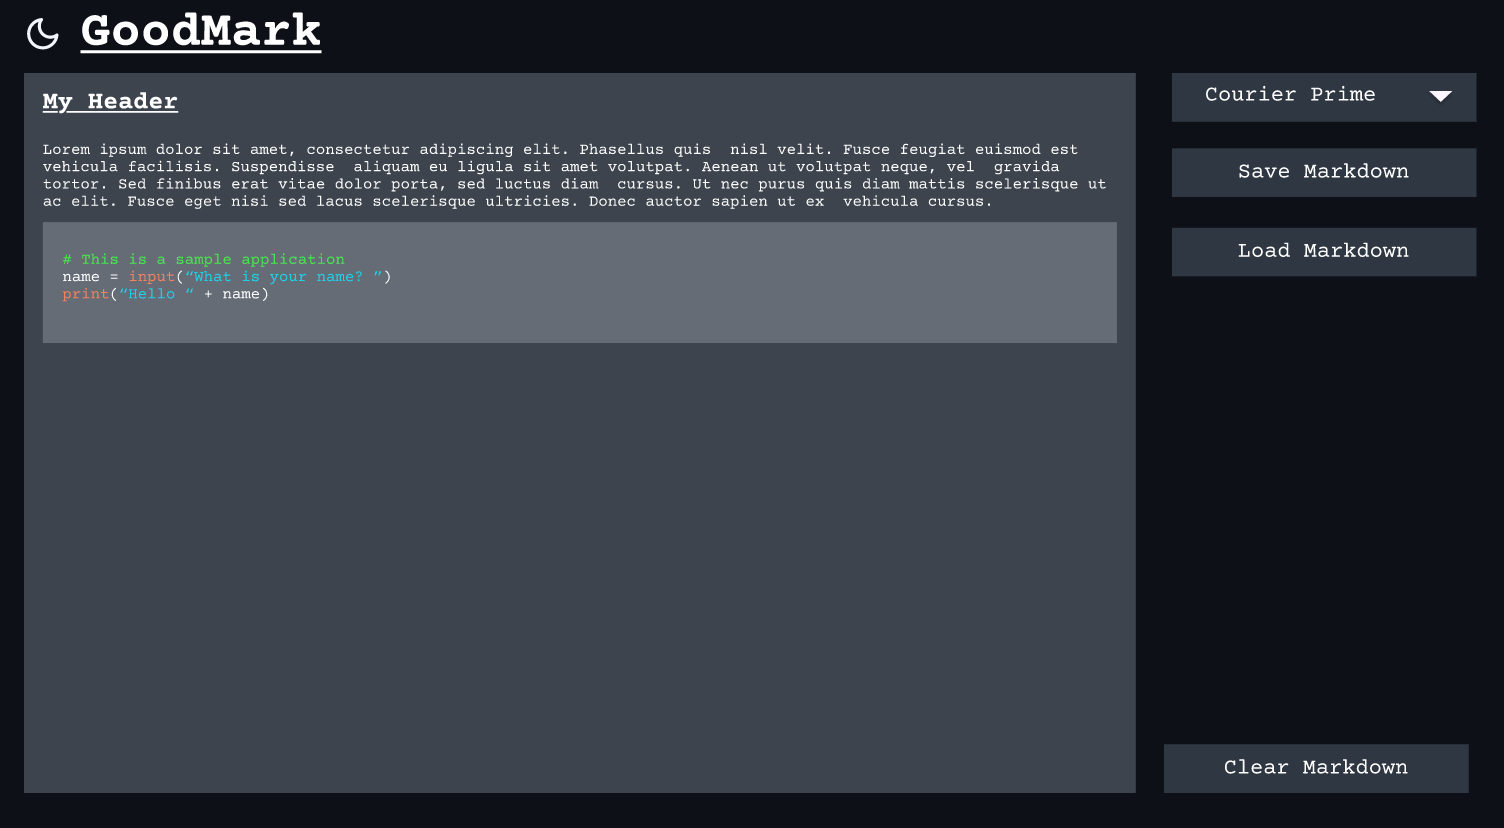 GoodMark
My Header
Lorem ipsum dolor sit amet, consectetur adipiscing elit. Phasellus quis  nisl velit. Fusce feugiat euismod est
vehicula facilisis. Suspendisse  aliquam eu ligula sit amet volutpat. Aenean ut volutpat neque, vel  gravida
tortor. Sed finibus erat vitae dolor porta, sed luctus diam  cursus. Ut nec purus quis diam mattis scelerisque ut
ac elit. Fusce eget nisi sed lacus scelerisque ultricies. Donec auctor sapien ut ex  vehicula cursus.
# This is a sample application
name = input(“What is your name? ”)
print(“Hello “ + name)
Courier Prime
Save Markdown
Load Markdown
Clear Markdown